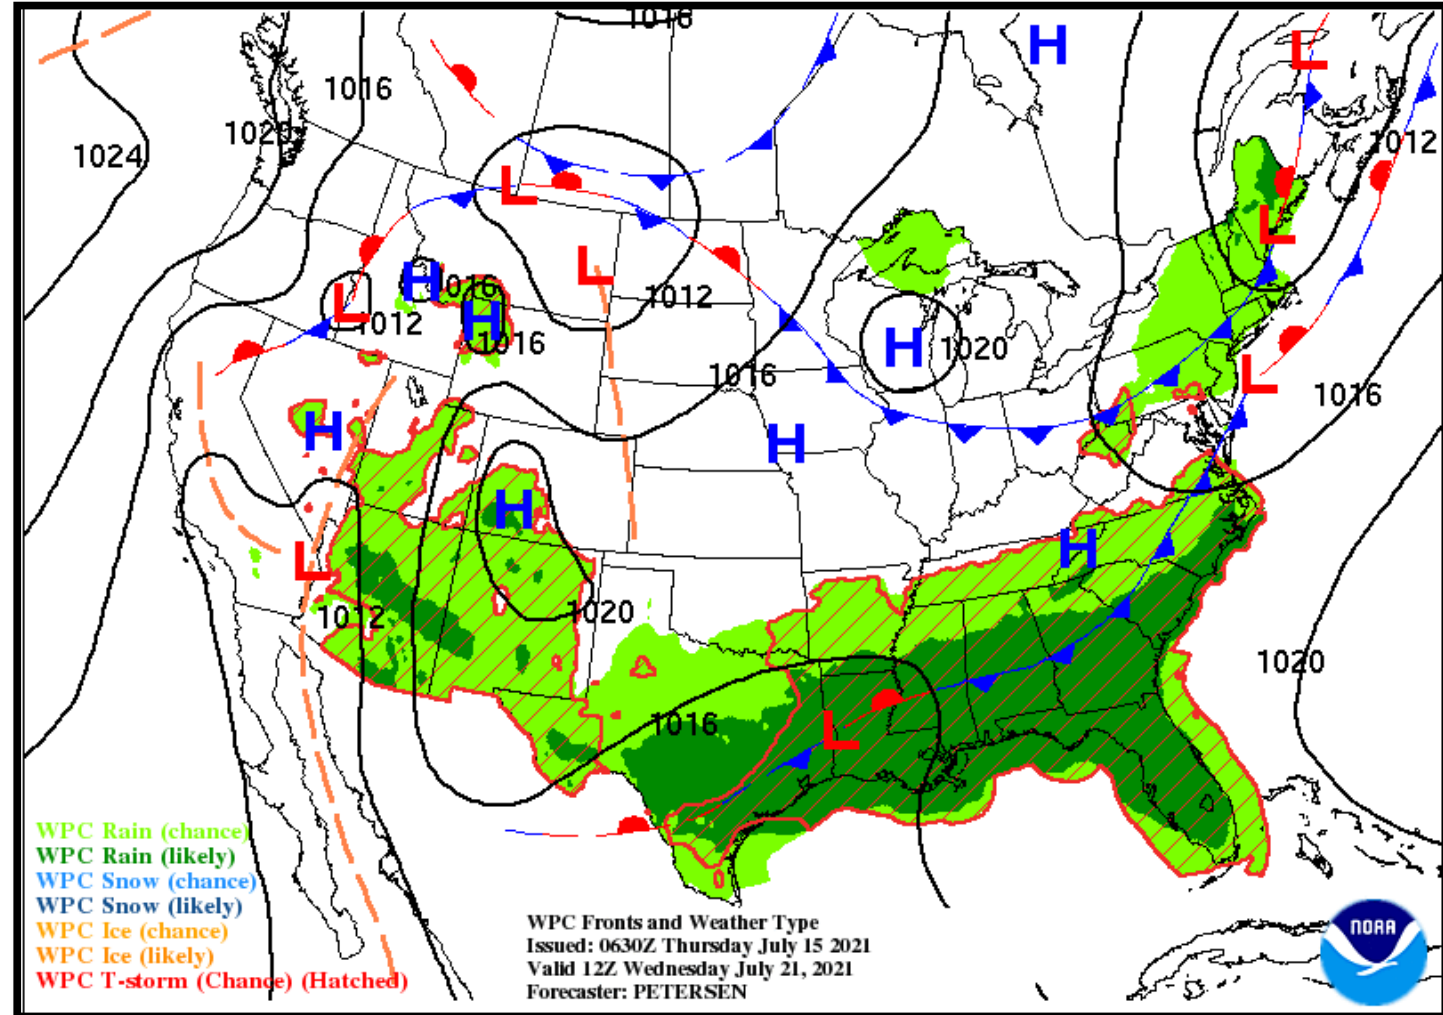 1016
H
L
1016
1020
1024
1012
L
L
H
1016
1012
L
H
L
1012
H
1016
H
1020
1016
L
1016
H
H
H
L
H
1012
1020
1020
1016
L
WPC Rain (chance)
WPC Rain (likely)
WPC Snow (chance)
WPC Snow (likely)
WPC Ice (chance)
WPC Ice (likely)
WPC T-storm (Chance) (Hatched)
WPC Fronts and Weather Type
Issued: 0630Z Thursday July 15 2021
Valid 12Z Wednesday July 21, 2021
Forecaster: PETERSEN
NOAA